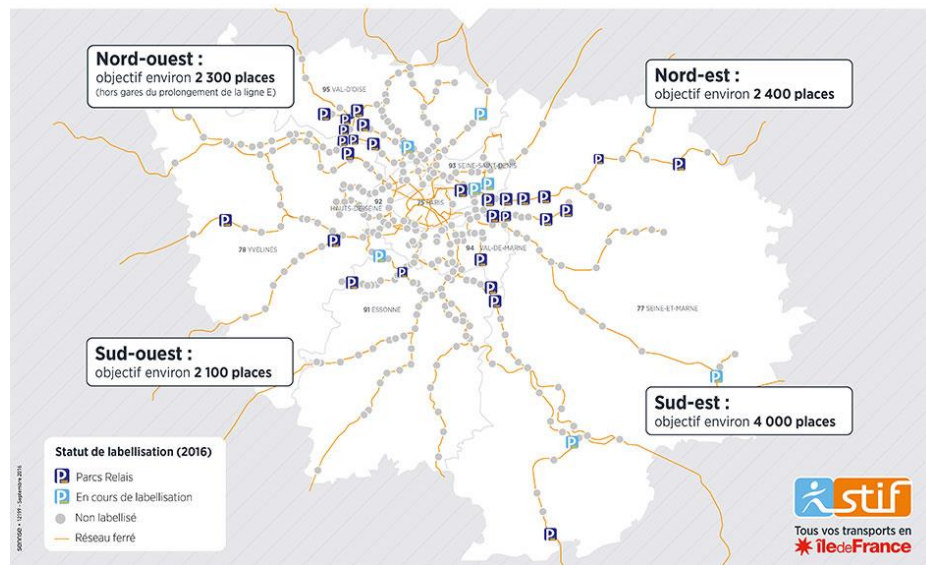 Nord-ouest :
objectif environ 2 300 places
(hors gares du prolongement de la ligne E)
Nord-est :
objectif environ 2 400 places
95 VAL-D'OISE
93 SEINE-SAINT-DENIS
92
HAUTS-DE-SEINE
75 PARIS
78 YVELINES
94 VAL-DE-MARNE
91 ESSONNE
77 SEINE-ET-MARNE
Sud-ouest :
objectif environ 2 100 places
Sud-est :
objectif environ 4 000 places
Statut de labellisation (2016)
P Parcs Relais
P En cours de labellisation
Non labellisé
Réseau ferré
stif
Tous vos transports en
îledeFrance